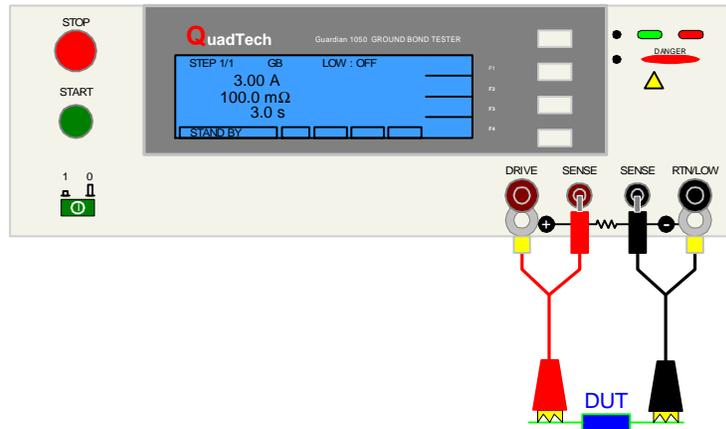 STOP
START
1 0
QuadTech
Guardian 1050 GROUND BOND TESTER
STEP 1/1 GB LOW : OFF
3.00 A
100.0 mΩ
3.0 s
STAND BY
F1
F2
F3
F4
DANGER
DRIVE SENSE SENSE RTN/LOW
+ -
DUT